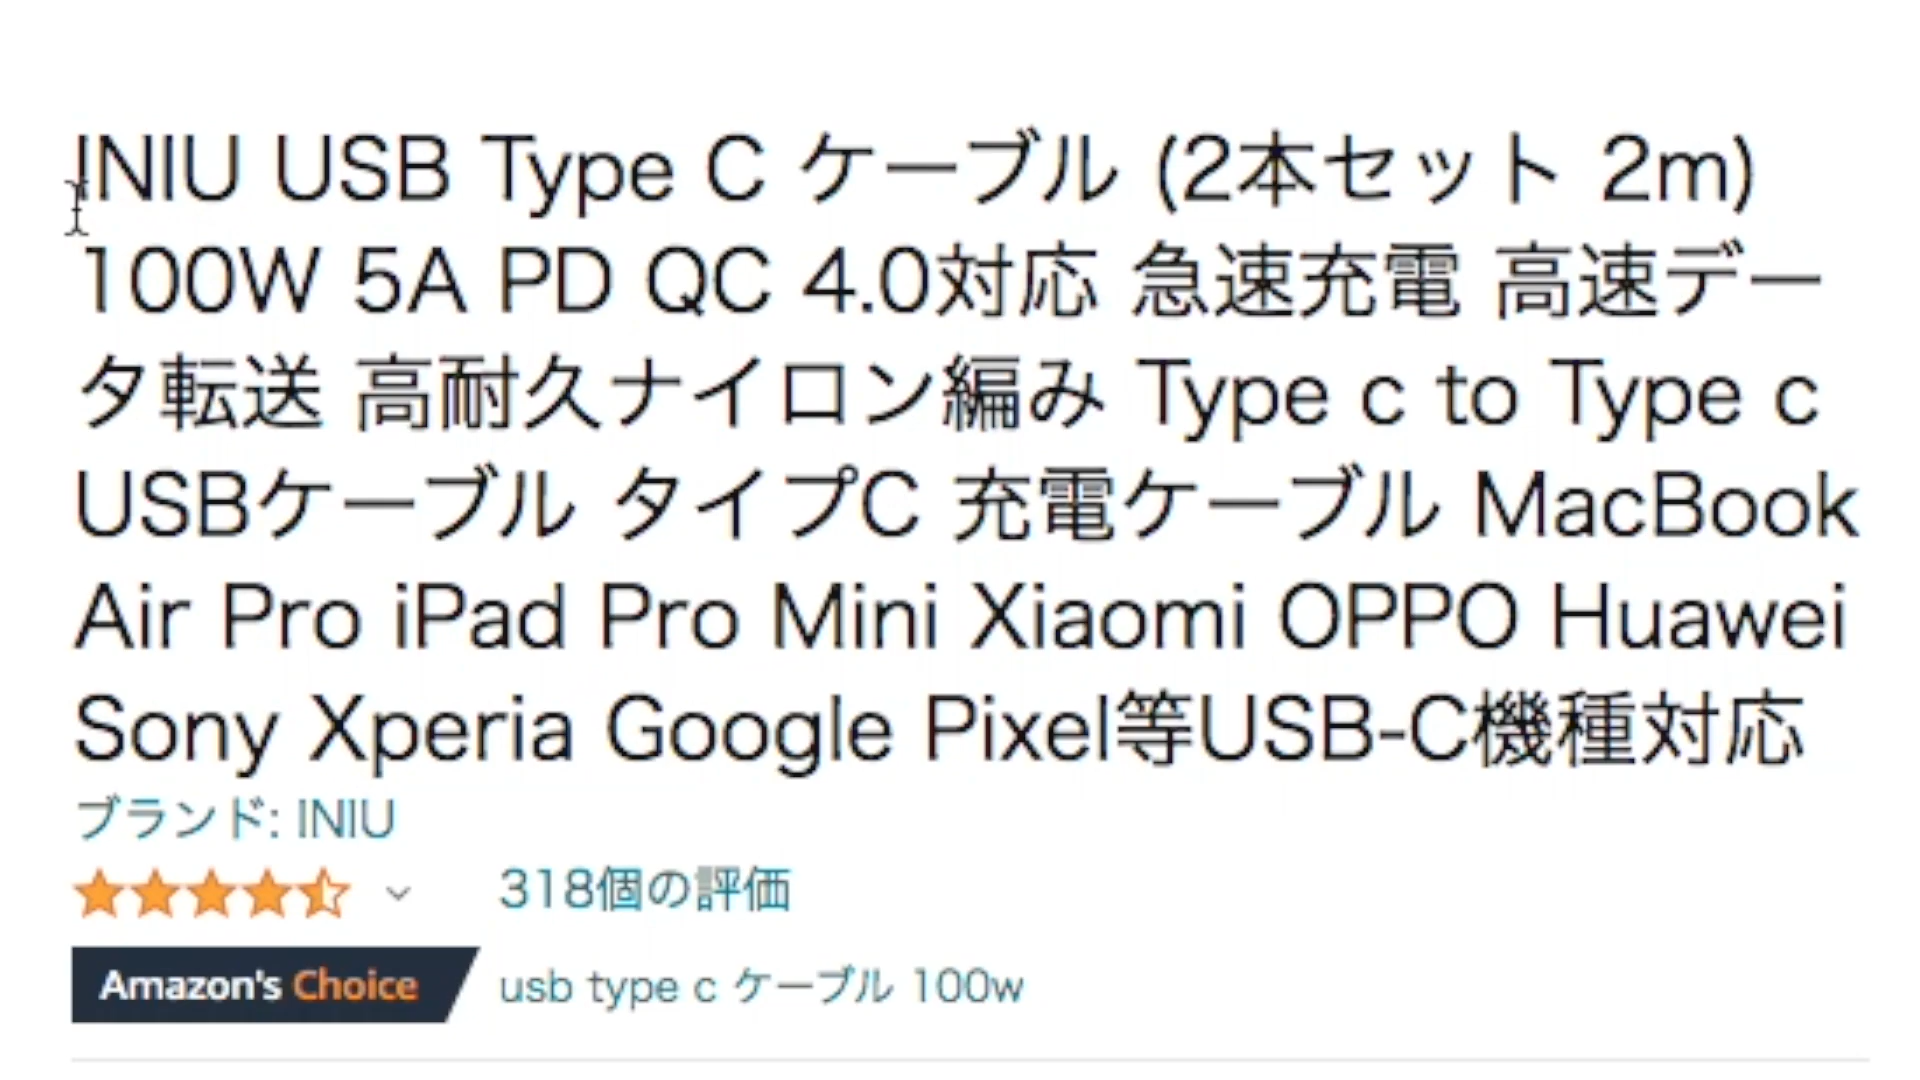 INIU USB Type C ケーブル (2本セット 2m)
100W 5A PD QC 4.0対応 急速充電 高速デー
タ転送 高耐久ナイロン編み Type c to Type c
USBケーブル タイプC 充電ケーブル MacBook
Air Pro iPad Pro Mini Xiaomi OPPO Huawei
Sony Xperia Google Pixel等USB-C機種対応
ブランド: INIU
318個の評価
Amazon's Choice usb type c ケーブル 100w